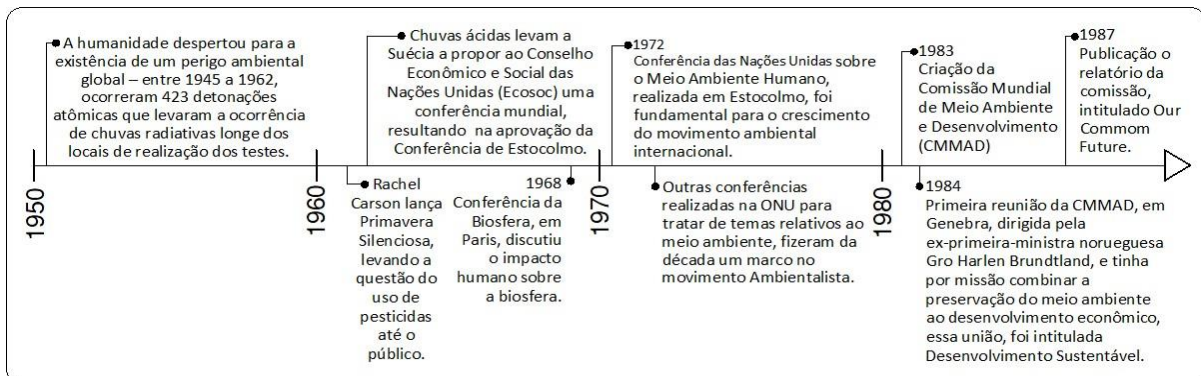 A humanidade despertou para a
existência de um perigo ambiental
global – entre 1945 a 1962,
ocorreram 423 detonações
atômicas que levaram a ocorrência
de chuvas radiativas longe dos
locais de realização dos testes.
Chuvas ácidas levam a
Suécia a propor ao Conselho
Econômico e Social das
Nações Unidas (Ecosoc) uma
conferência mundial,
resultando na aprovação da
Conferência de Estocolmo.
1972
Conferência das Nações Unidas sobre
o Meio Ambiente Humano,
realizada em Estocolmo, foi
fundamental para o crescimento
do movimento ambiental
internacional.
1983
Criação da
Comissão Mundial
de Meio Ambiente
e Desenvolvimento
(CMMAD)
1987
Publicação o
relatório da
comissão,
intitulado Our
Commom
Future.
1950
1960
1970
1980
Rachel
Carson lança
Primavera
Silenciosa,
levando a
questão do
uso de
pesticidas
até o
público.
1968
Conferência da
Biosfera, em
Paris, discutiu
o impacto
humano sobre
a biosfera.
Outras conferências
realizadas na ONU para
tratar de temas relativos ao
meio ambiente, fizeram da
década um marco no
movimento Ambientalista.
1984
Primeira reunião da CMMAD, em
Genebra, dirigida pela
ex-primeira-ministra norueguesa
Gro Harlen Brundtland, e tinha
por missão combinar a
preservação do meio ambiente
ao desenvolvimento econômico,
essa união, foi intitulada
Desenvolvimento Sustentável.